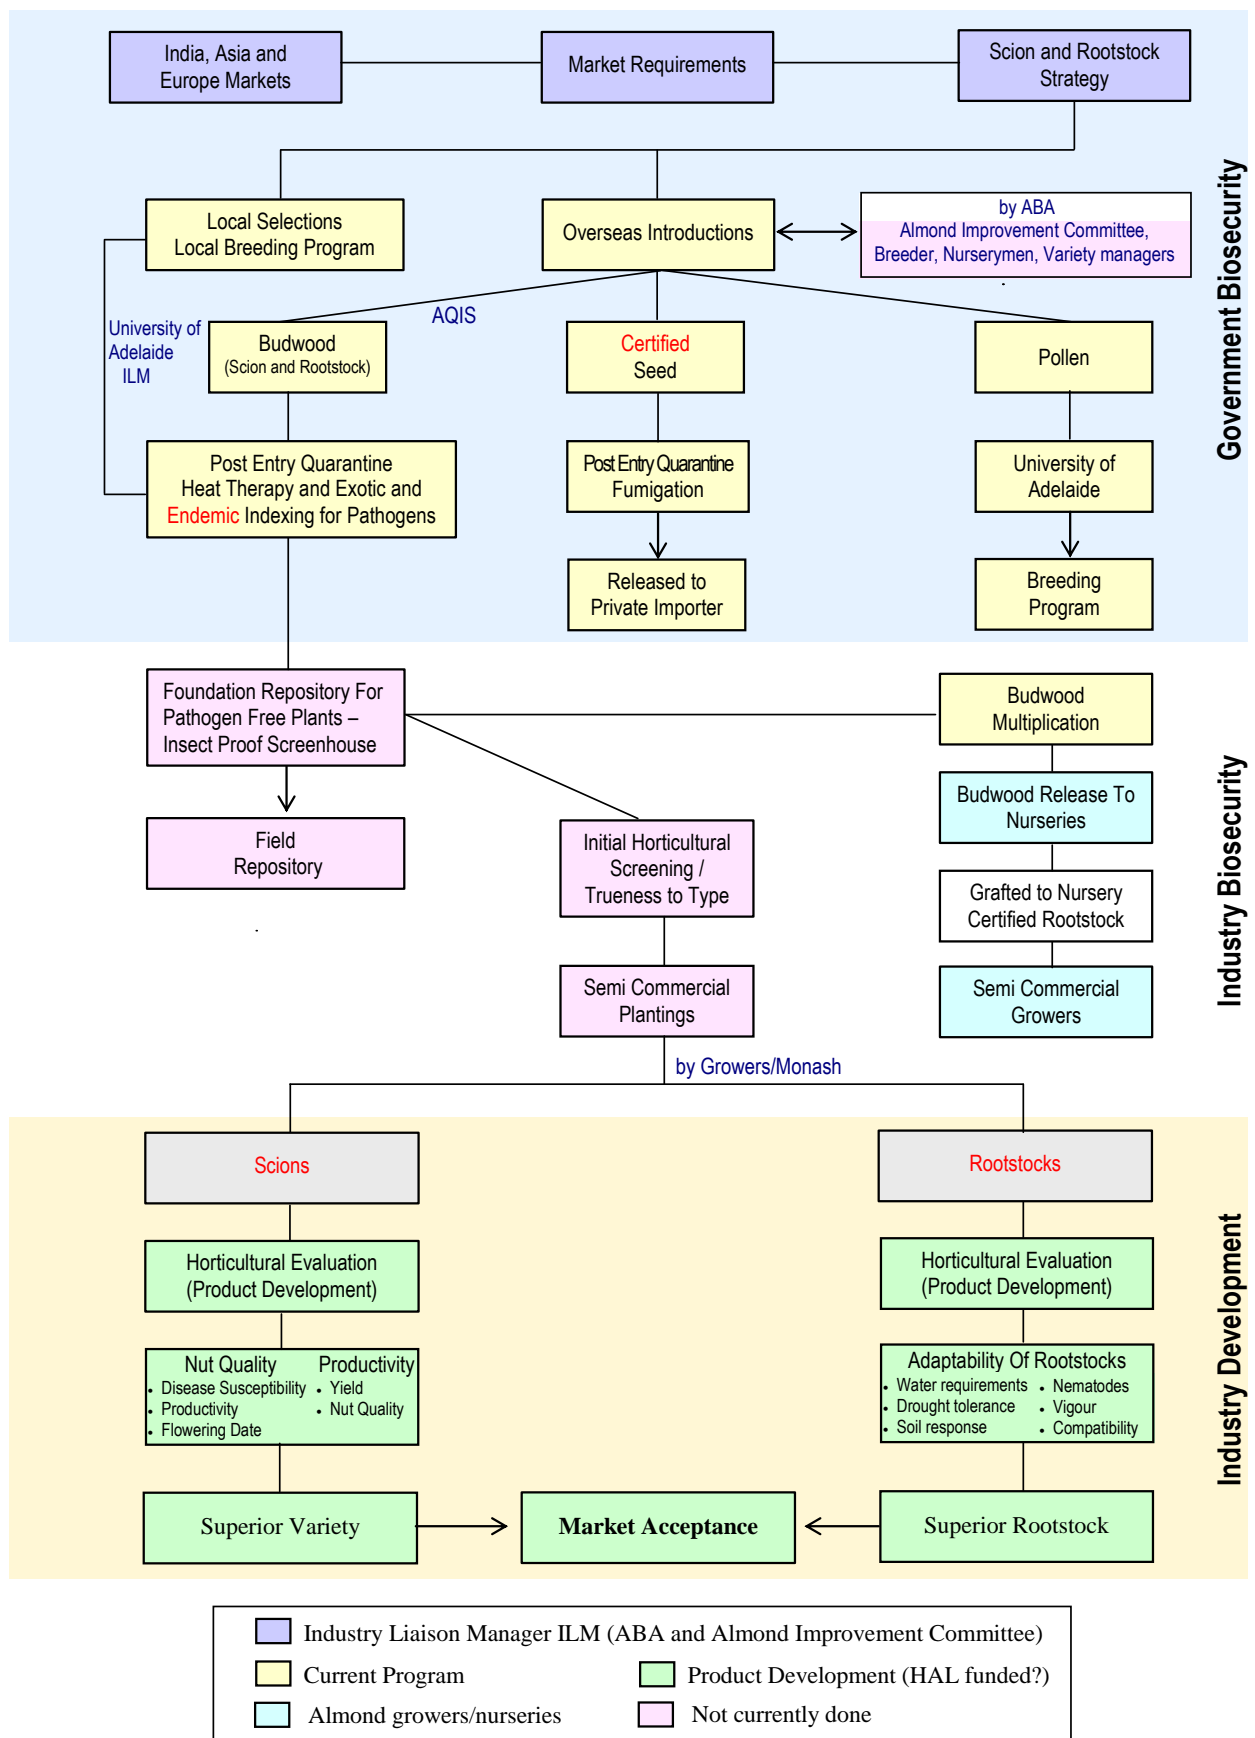 India, Asia and
Europe Markets
Market Requirements
Scion and Rootstock
Strategy
Government Biosecurity
Local Selections
Local Breeding Program
Overseas Introductions
by ABA
Almond Improvement Committee,
Breeder, Nurserymen, Variety managers
University of
Adelaide
ILM
AQIS
Budwood
(Scion and Rootstock)
Certified
Seed
Pollen
Post Entry Quarantine
Heat Therapy and Exotic and
Endemic Indexing for Pathogens
Post Entry Quarantine
Fumigation
University of
Adelaide
Released to
Private Importer
Breeding
Program
Industry Biosecurity
Foundation Repository For
Pathogen Free Plants –
Insect Proof Screenhouse
Budwood
Multiplication
Field
Repository
Initial Horticultural
Screening /
Trueness to Type
Budwood Release To
Nurseries
Grafted to Nursery
Certified Rootstock
Semi Commercial
Plantings
Semi Commercial
Growers
by Growers/Monash
Industry Development
Scions
Rootstocks
Horticultural Evaluation
(Product Development)
Horticultural Evaluation
(Product Development)
Nut Quality
• Disease Susceptibility
• Productivity
• Flowering Date
Productivity
• Yield
• Nut Quality
Adaptability Of Rootstocks
• Water requirements
• Drought tolerance
• Soil response
• Nematodes
• Vigour
• Compatibility
Superior Variety
Market Acceptance
Superior Rootstock
Industry Liaison Manager ILM (ABA and Almond Improvement Committee)
Current Program
Product Development (HAL funded?)
Almond growers/nurseries
Not currently done